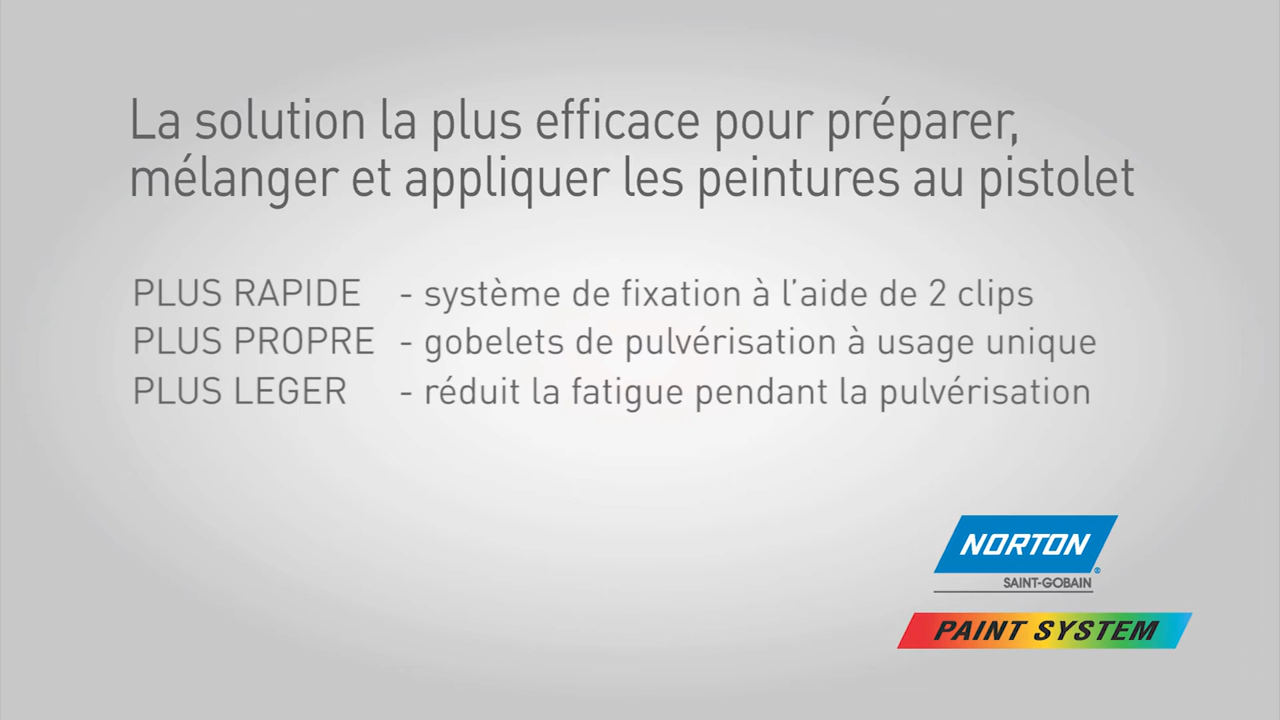 La solution la plus efficace pour préparer,
mélanger et appliquer les peintures au pistolet
PLUS RAPIDE - système de fixation à l’aide de 2 clips
PLUS PROPRE - gobelets de pulvérisation à usage unique
PLUS LEGER - réduit la fatigue pendant la pulvérisation
NORTON®
SAINT-GOBAIN
PAINT SYSTEM